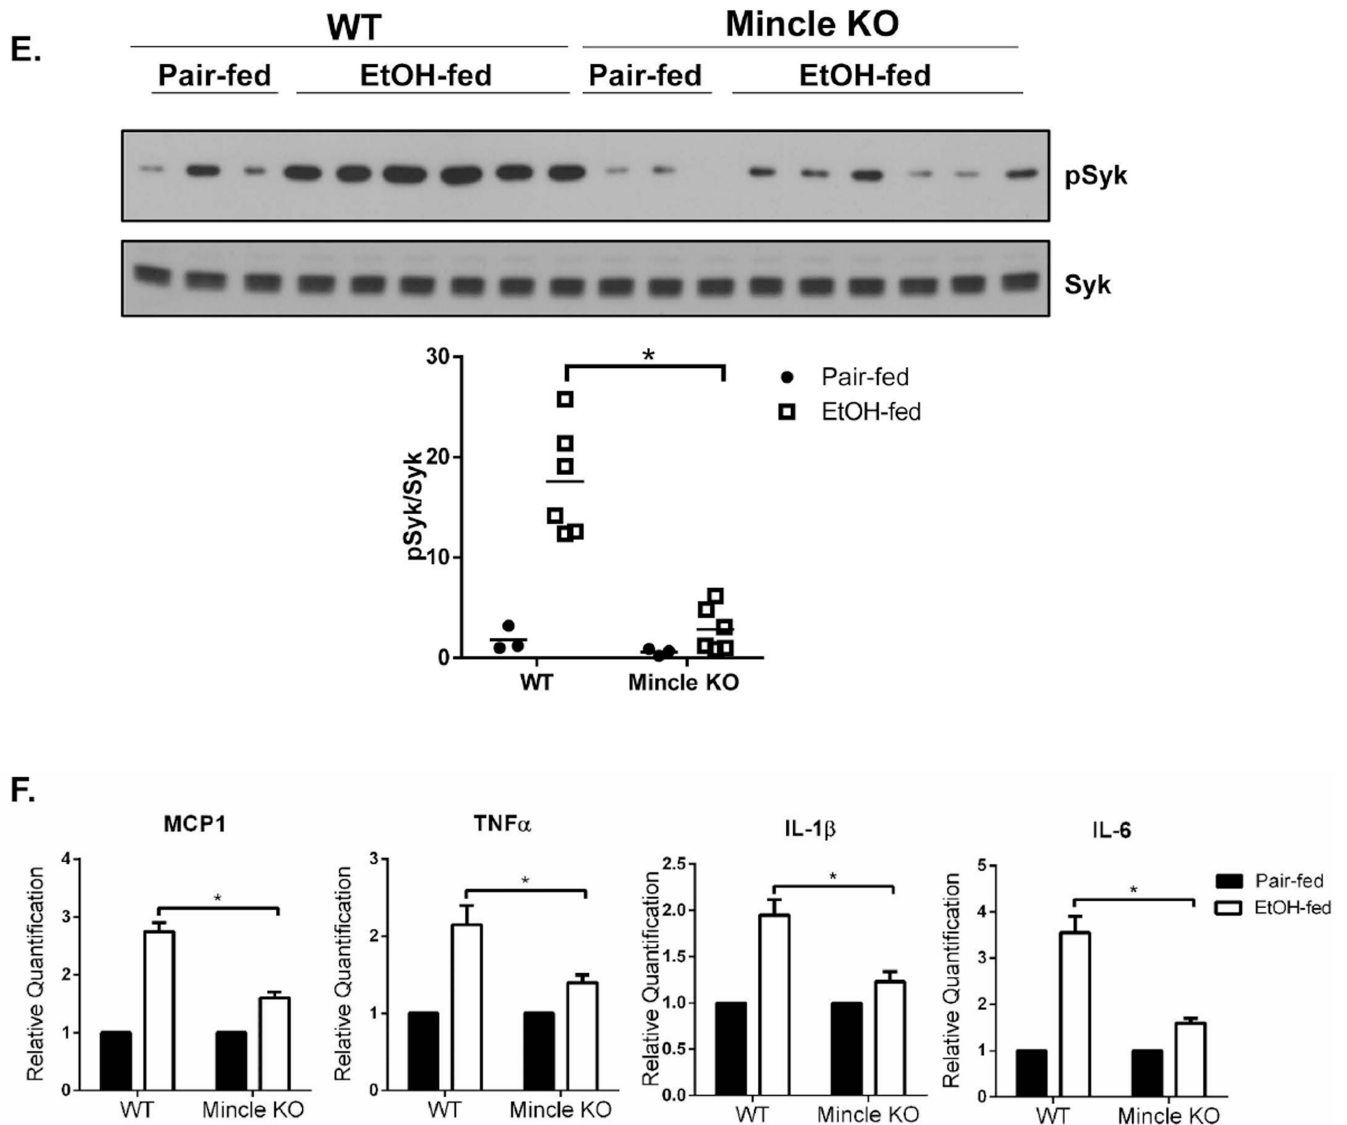 E.
WT Mincle KO
Pair-fed EtOH-fed Pair-fed EtOH-fed
pSyk
Syk
30
20
10
0
pSyk/Syk
*
Pair-fed
EtOH-fed
WT Mincle KO
F.
MCP1
Relative Quantification
4
3
2
1
0
*
WT Mincle KO
TNFα
Relative Quantification
3
2
1
0
*
WT Mincle KO
IL-1β
Relative Quantification
2.5
2.0
1.5
1.0
0.5
0.0
*
WT Mincle KO
IL-6
Relative Quantification
5
4
3
2
1
0
*
WT Mincle KO
Pair-fed
EtOH-fed